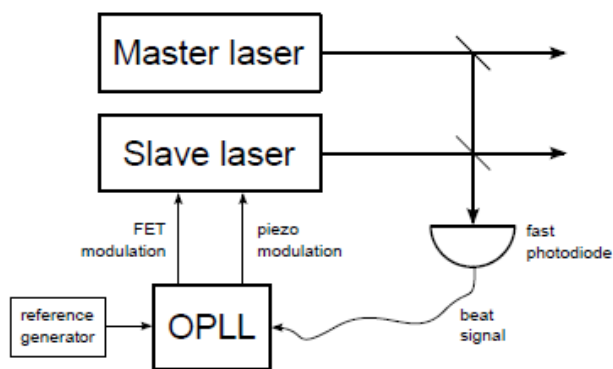 Master laser
Slave laser
FET
modulation
piezo
modulation
fast
photodiode
reference
generator
OPLL
beat
signal